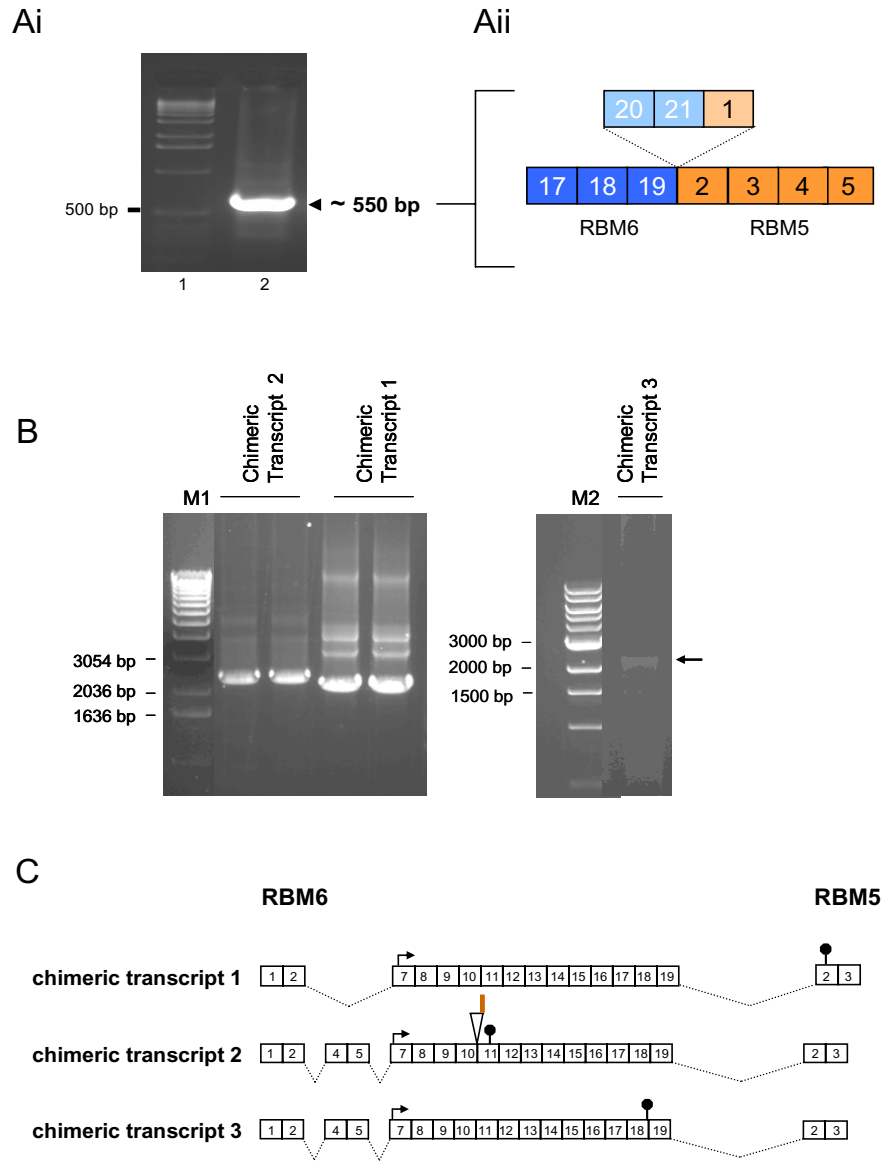 Ai
Aii
500 bp
~ 550 bp
1 2
20 21 1
17 18 19 2 3 4 5
RBM6 RBM5
B
M1
Chimeric
Transcript 2
Chimeric
Transcript 1
3054 bp
2036 bp
1636 bp
M2
Chimeric
Transcript 3
3000 bp
2000 bp
1500 bp
C
RBM6 RBM5
chimeric transcript 1 1 2 7 8 9 10 11 12 13 14 15 16 17 18 19 2 3
chimeric transcript 2 1 2 4 5 7 8 9 10 11 12 13 14 15 16 17 18 19 2 3
chimeric transcript 3 1 2 4 5 7 8 9 10 11 12 13 14 15 16 17 18 19 2 3